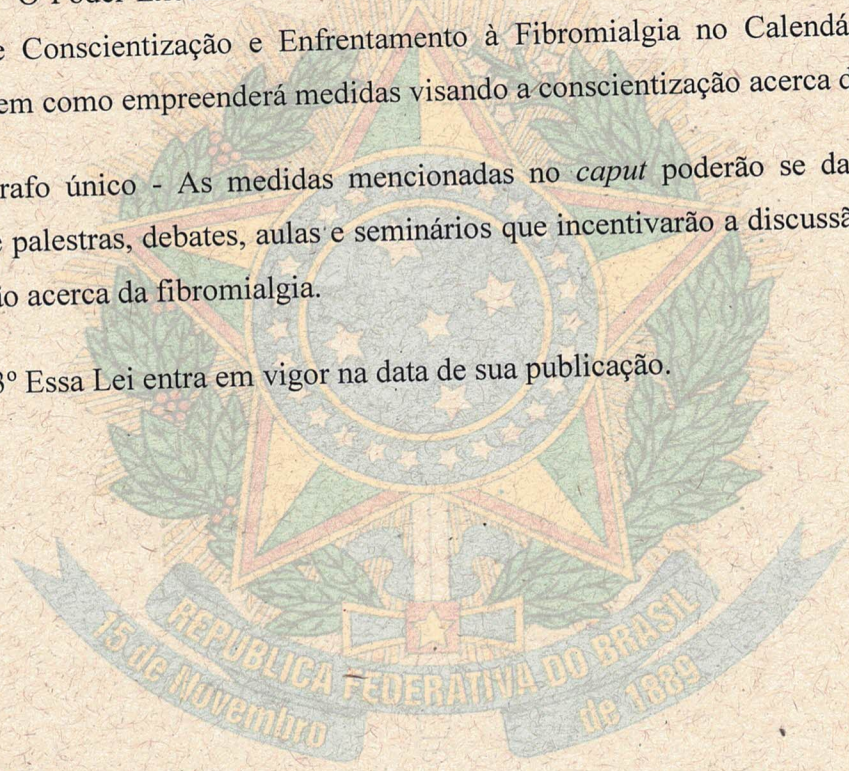 e Conscientização e Enfrentamento à Fibromialgia no Calendá
em como empreenderá medidas visando a conscientização acerca d
rafo único - As medidas mencionadas no caput poderão se da
e palestras, debates, aulas e seminários que incentivarão a discussã
io acerca da fibromialgia.
3º Essa Lei entra em vigor na data de sua publicação.
REPUBLICA FEDERATIVA DO BRASIL
15 de Novembro de 1889